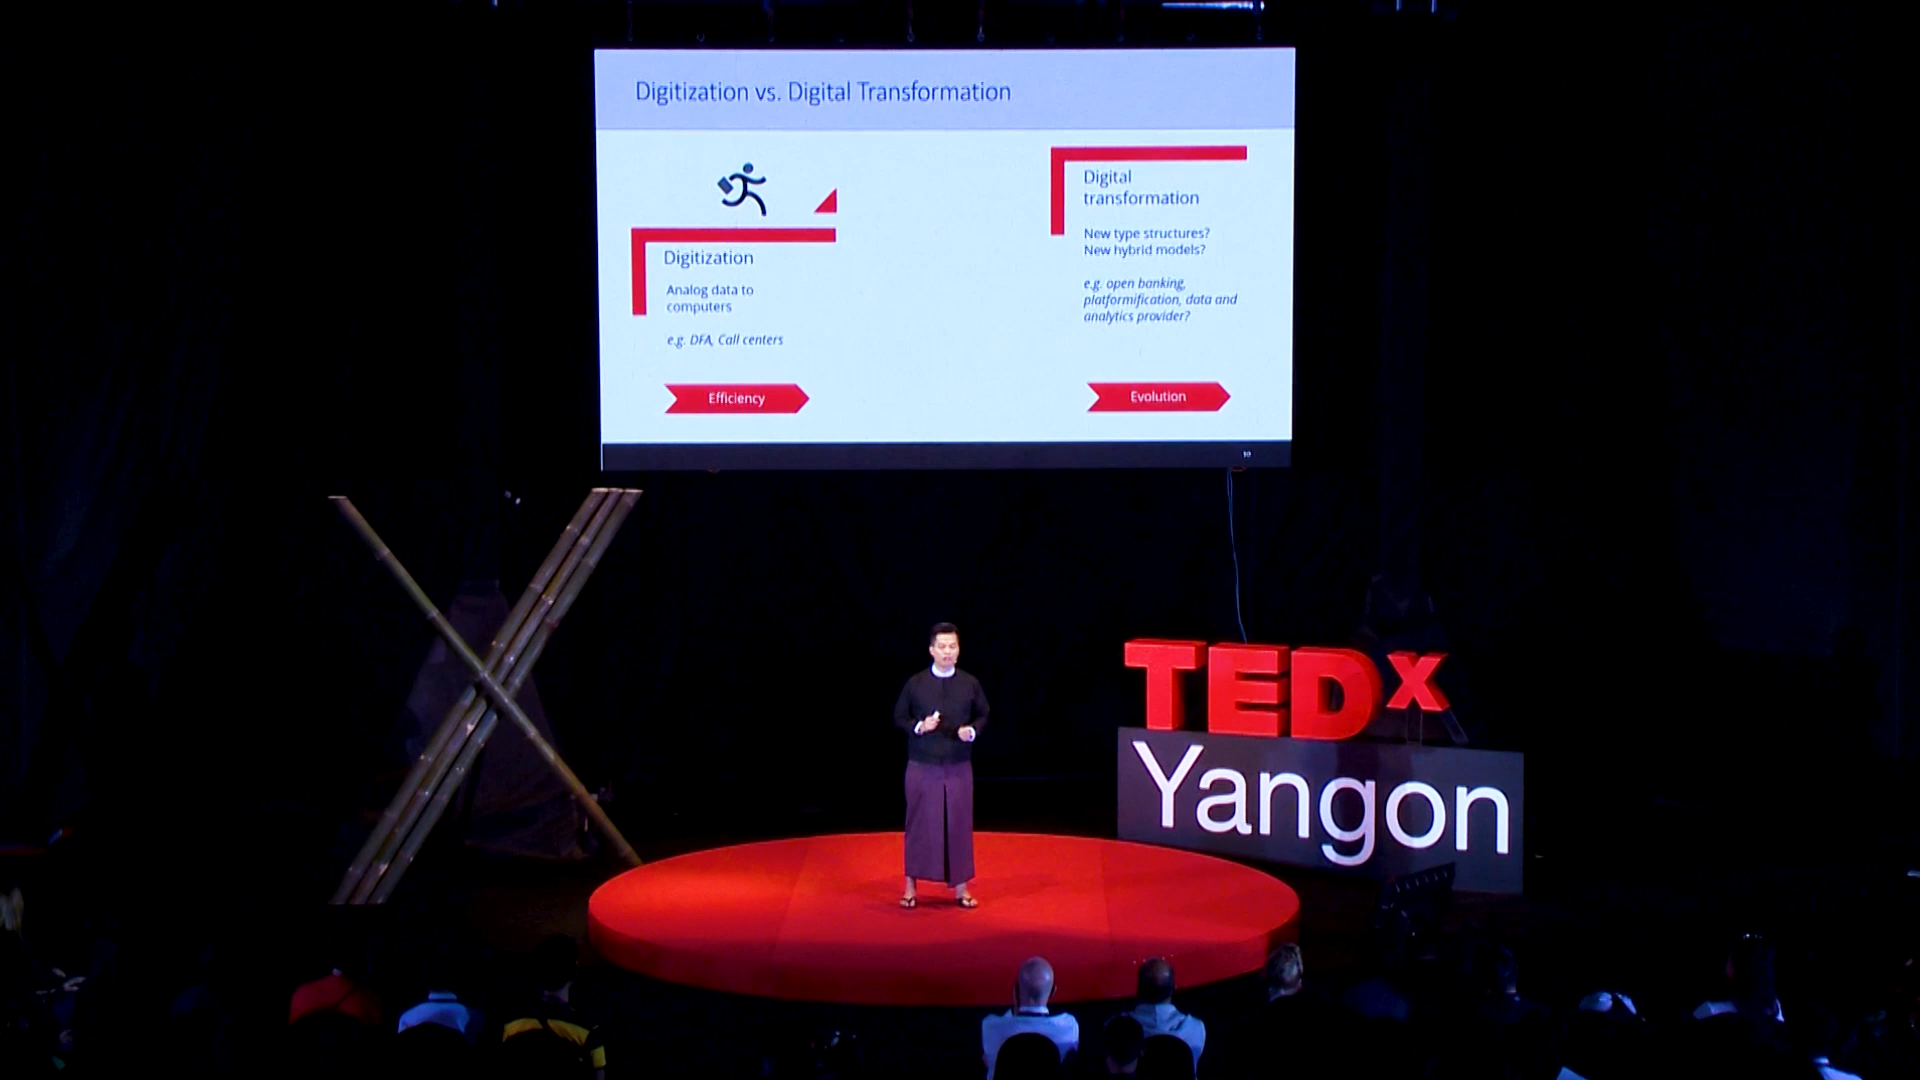 Digitization vs. Digital Transformation
Digitization
Analog data to
computers
e.g. DFA, Call centers
Efficiency
Digital
transformation
New type structures?
New hybrid models?
e.g. open banking,
platformification, data and
analytics provider?
Evolution
10
TEDx
Yangon